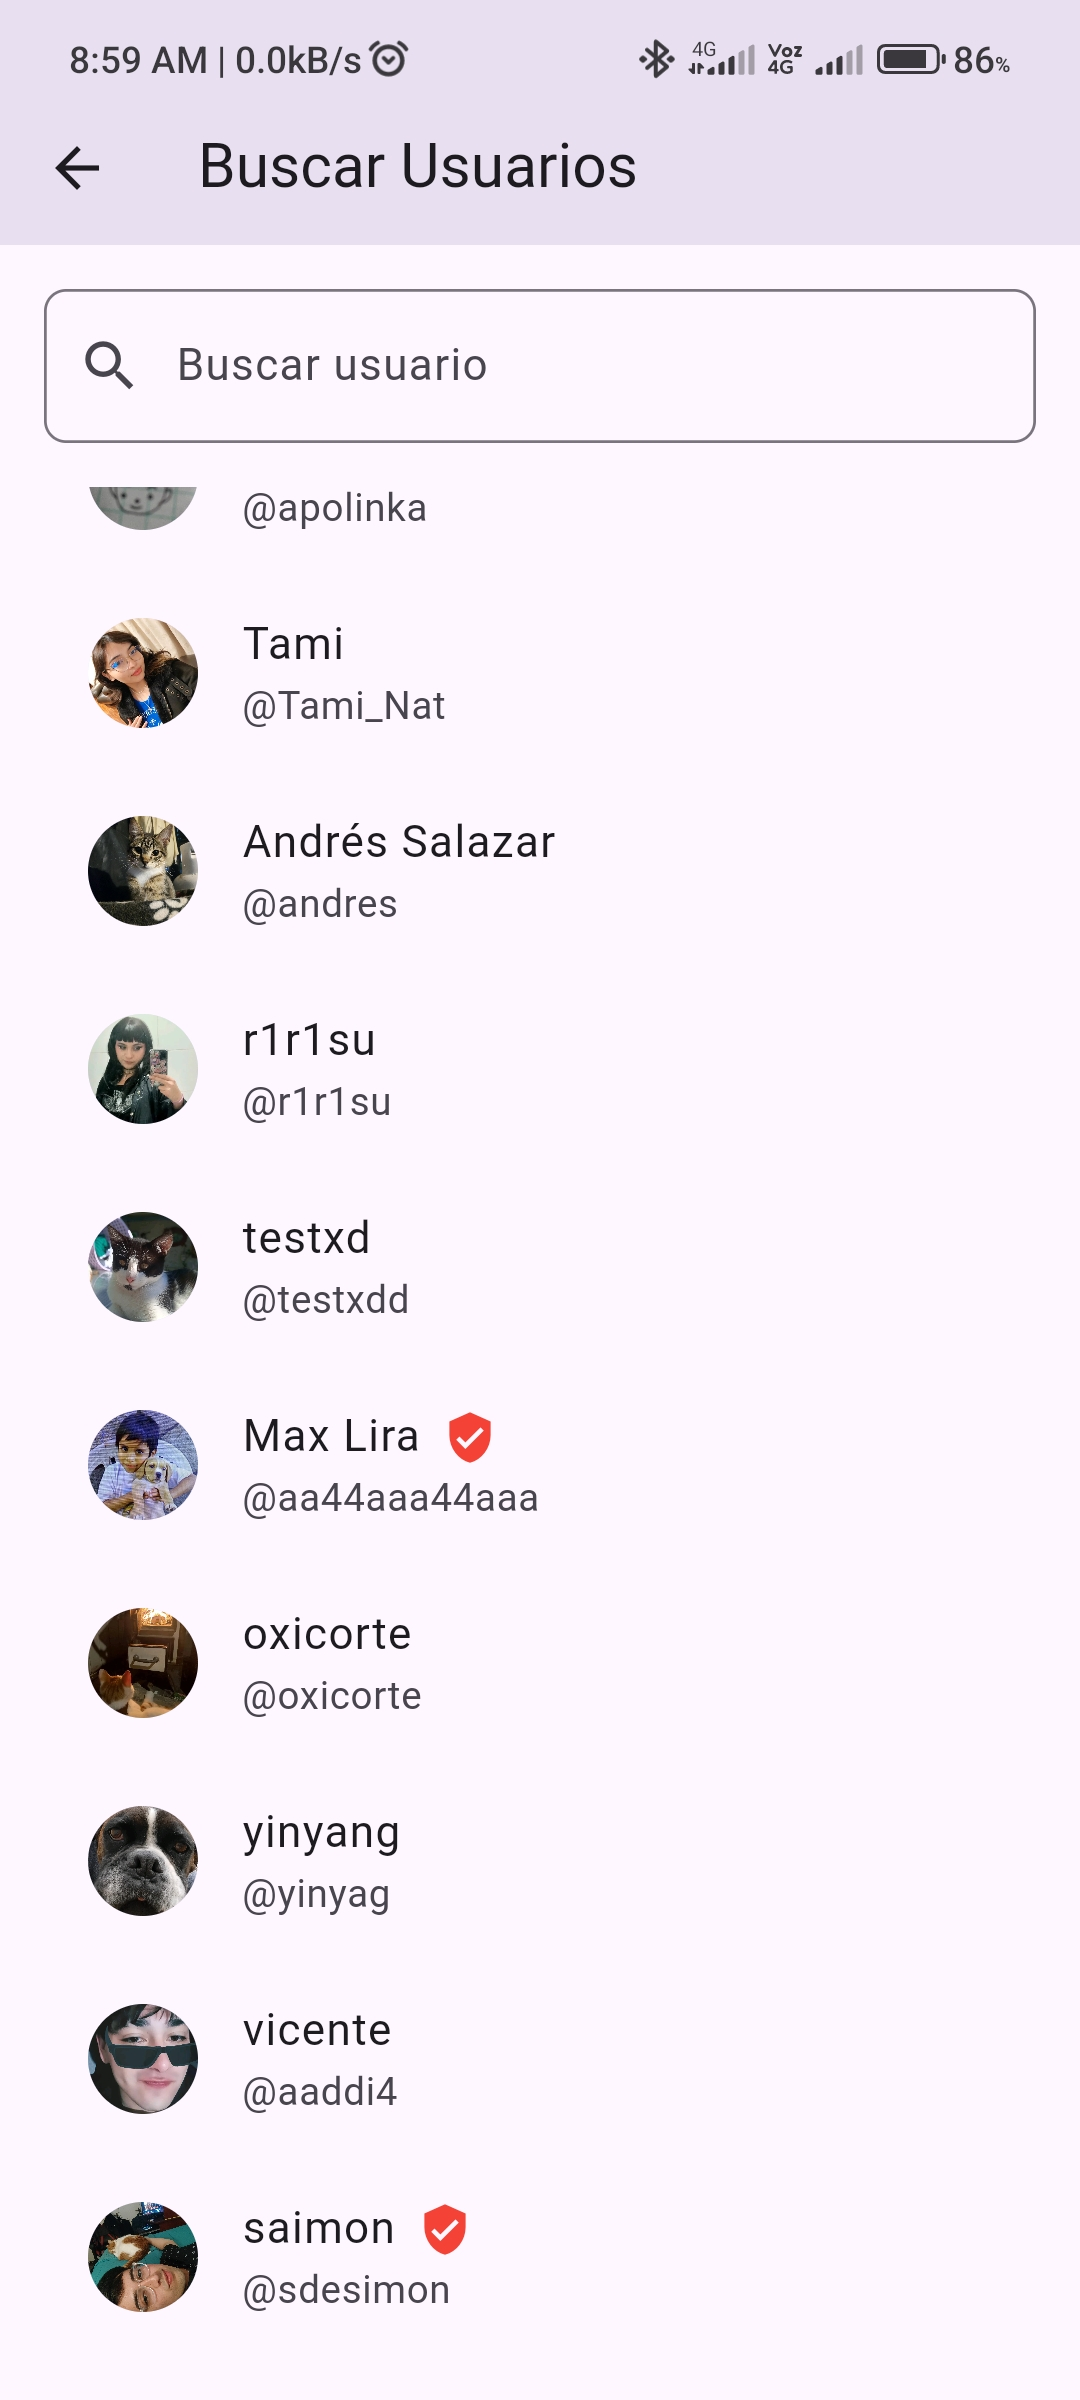 8:59 AM | 0.0kB/s 4G Voz 4G 86%
Buscar Usuarios
Buscar usuario
@apolinka
Tami
@Tami_Nat
Andrés Salazar
@andres
r1r1su
@r1r1su
testxd
@testxdd
Max Lira
@aa44aaa44aaa
oxicorte
@oxicorte
yinyang
@yinyag
vicente
@aaddi4
saimon
@sdesimon